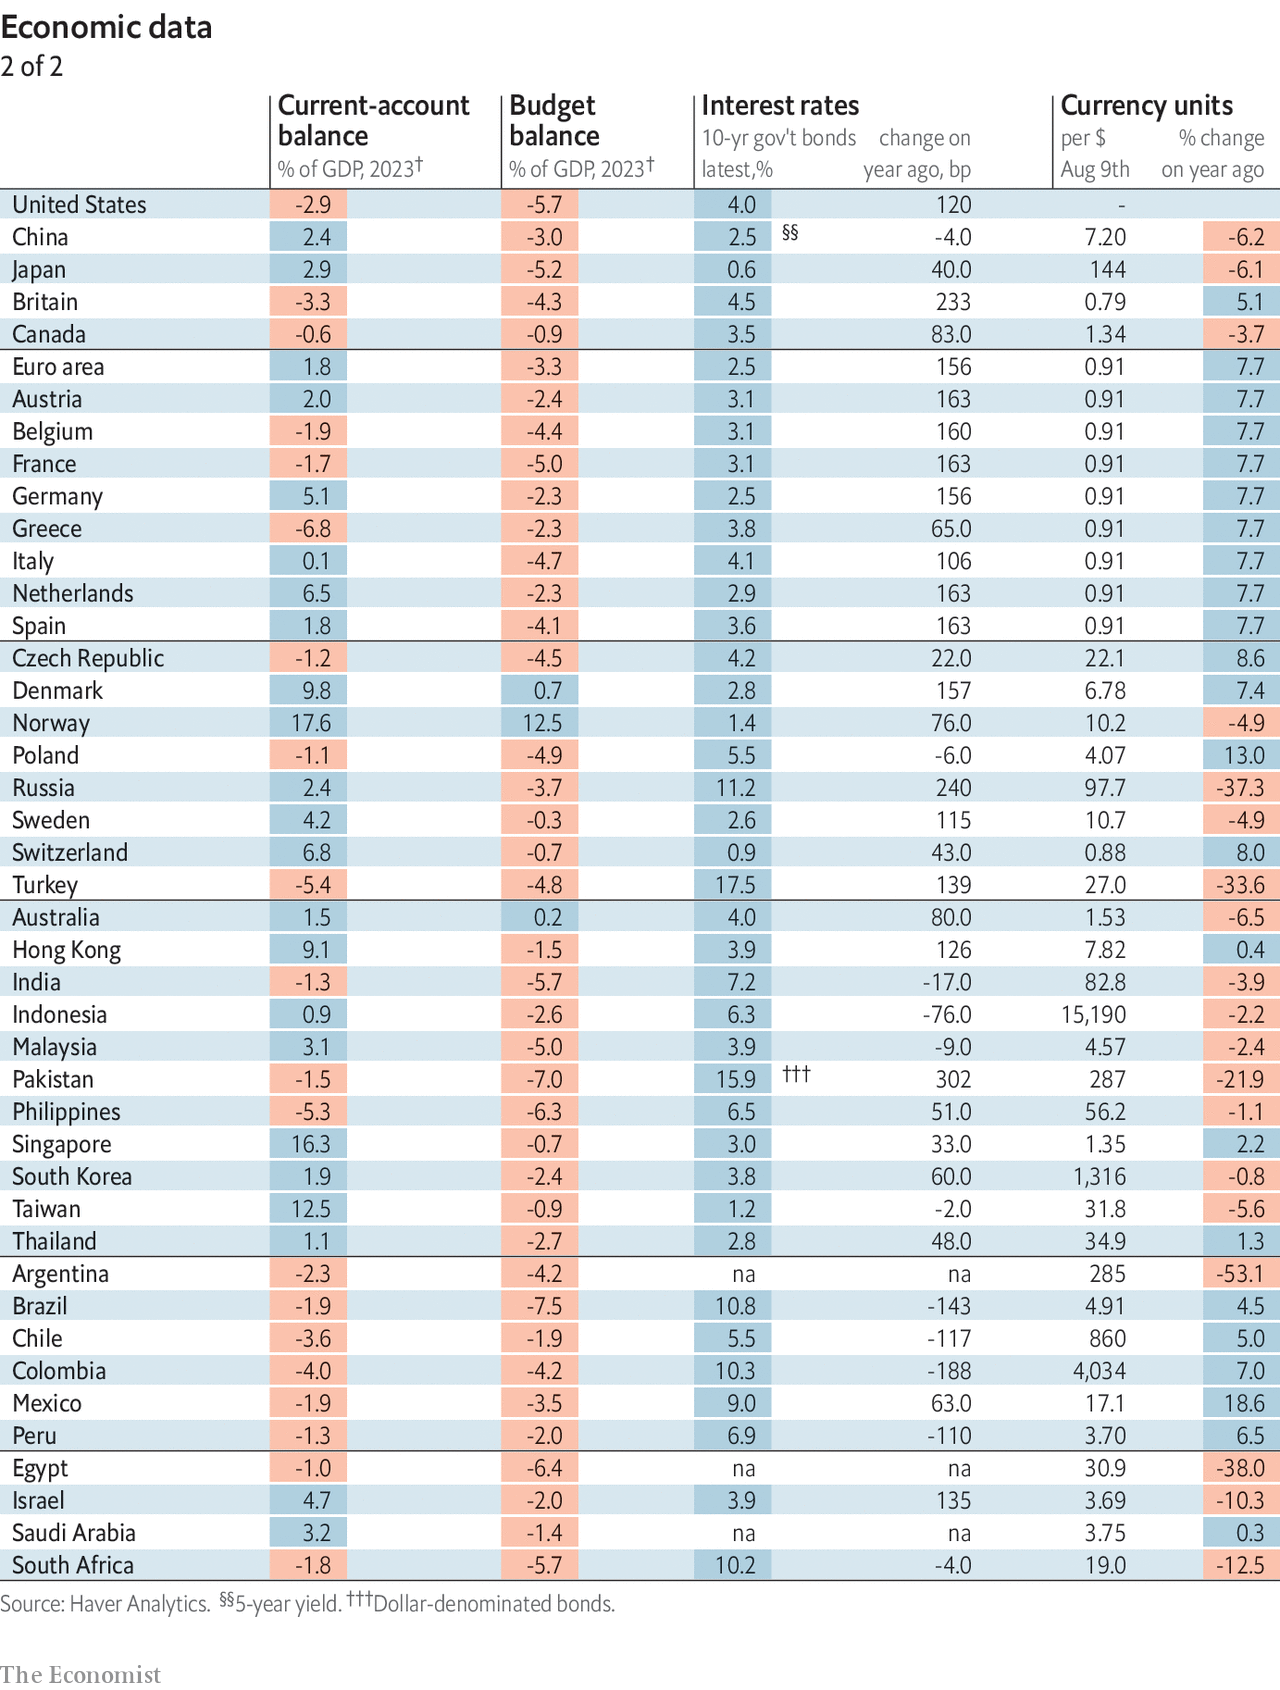 Economic data
2 of 2
Current-account balance % of GDP, 2023† Budget balance % of GDP, 2023† Interest rates 10-yr gov't bonds latest,% change on year ago, bp Currency units per $ Aug 9th % change on year ago
United States -2.9 -5.7 4.0 120 -
China 2.4 -3.0 2.5 §§ -4.0 7.20 -6.2
Japan 2.9 -5.2 0.6 40.0 144 -6.1
Britain -3.3 -4.3 4.5 233 0.79 5.1
Canada -0.6 -0.9 3.5 83.0 1.34 -3.7
Euro area 1.8 -3.3 2.5 156 0.91 7.7
Austria 2.0 -2.4 3.1 163 0.91 7.7
Belgium -1.9 -4.4 3.1 160 0.91 7.7
France -1.7 -5.0 3.1 163 0.91 7.7
Germany 5.1 -2.3 2.5 156 0.91 7.7
Greece -6.8 -2.3 3.8 65.0 0.91 7.7
Italy 0.1 -4.7 4.1 106 0.91 7.7
Netherlands 6.5 -2.3 2.9 163 0.91 7.7
Spain 1.8 -4.1 3.6 163 0.91 7.7
Czech Republic -1.2 -4.5 4.2 22.0 22.1 8.6
Denmark 9.8 0.7 2.8 157 6.78 7.4
Norway 17.6 12.5 1.4 76.0 10.2 -4.9
Poland -1.1 -4.9 5.5 -6.0 4.07 13.0
Russia 2.4 -3.7 11.2 240 97.7 -37.3
Sweden 4.2 -0.3 2.6 115 10.7 -4.9
Switzerland 6.8 -0.7 0.9 43.0 0.88 8.0
Turkey -5.4 -4.8 17.5 139 27.0 -33.6
Australia 1.5 0.2 4.0 80.0 1.53 -6.5
Hong Kong 9.1 -1.5 3.9 126 7.82 0.4
India -1.3 -5.7 7.2 -17.0 82.8 -3.9
Indonesia 0.9 -2.6 6.3 -76.0 15,190 -2.2
Malaysia 3.1 -5.0 3.9 -9.0 4.57 -2.4
Pakistan -1.5 -7.0 15.9 ††† 302 287 -21.9
Philippines -5.3 -6.3 6.5 51.0 56.2 -1.1
Singapore 16.3 -0.7 3.0 33.0 1.35 2.2
South Korea 1.9 -2.4 3.8 60.0 1,316 -0.8
Taiwan 12.5 -0.9 1.2 -2.0 31.8 -5.6
Thailand 1.1 -2.7 2.8 48.0 34.9 1.3
Argentina -2.3 -4.2 na na 285 -53.1
Brazil -1.9 -7.5 10.8 -143 4.91 4.5
Chile -3.6 -1.9 5.5 -117 860 5.0
Colombia -4.0 -4.2 10.3 -188 4,034 7.0
Mexico -1.9 -3.5 9.0 63.0 17.1 18.6
Peru -1.3 -2.0 6.9 -110 3.70 6.5
Egypt -1.0 -6.4 na na 30.9 -38.0
Israel 4.7 -2.0 3.9 135 3.69 -10.3
Saudi Arabia 3.2 -1.4 na na 3.75 0.3
South Africa -1.8 -5.7 10.2 -4.0 19.0 -12.5
Source: Haver Analytics. §§5-year yield. †††Dollar-denominated bonds.
The Economist